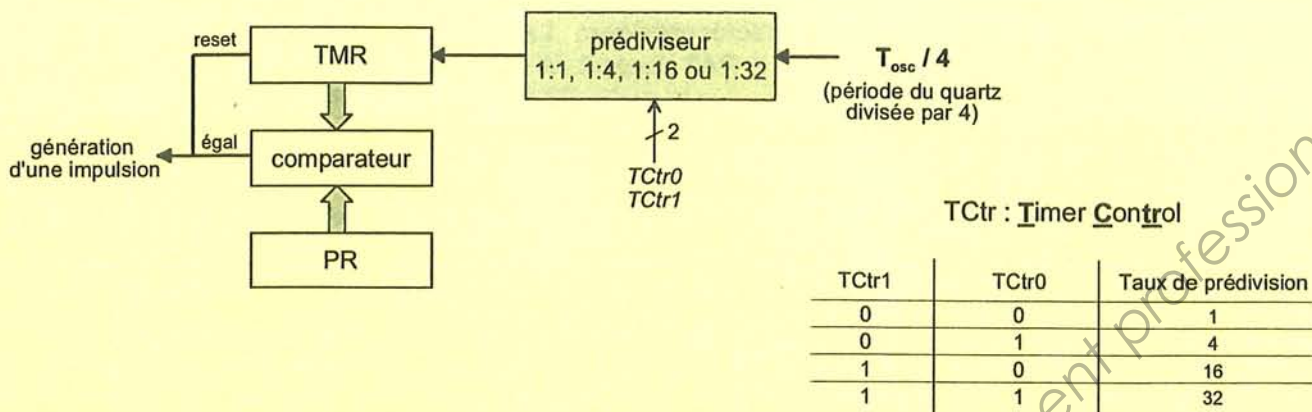 reset
TMR
prédiviseur
1:1, 1:4, 1:16 ou 1:32
Tosc / 4
(période du quartz
divisée par 4)
génération
d'une impulsion
égal
comparateur
2
TCtr0
TCtr1
PR
TCtr : Timer Control
TCtr1 TCtr0 Taux de prédivision
0 0 1
0 1 4
1 0 16
1 1 32